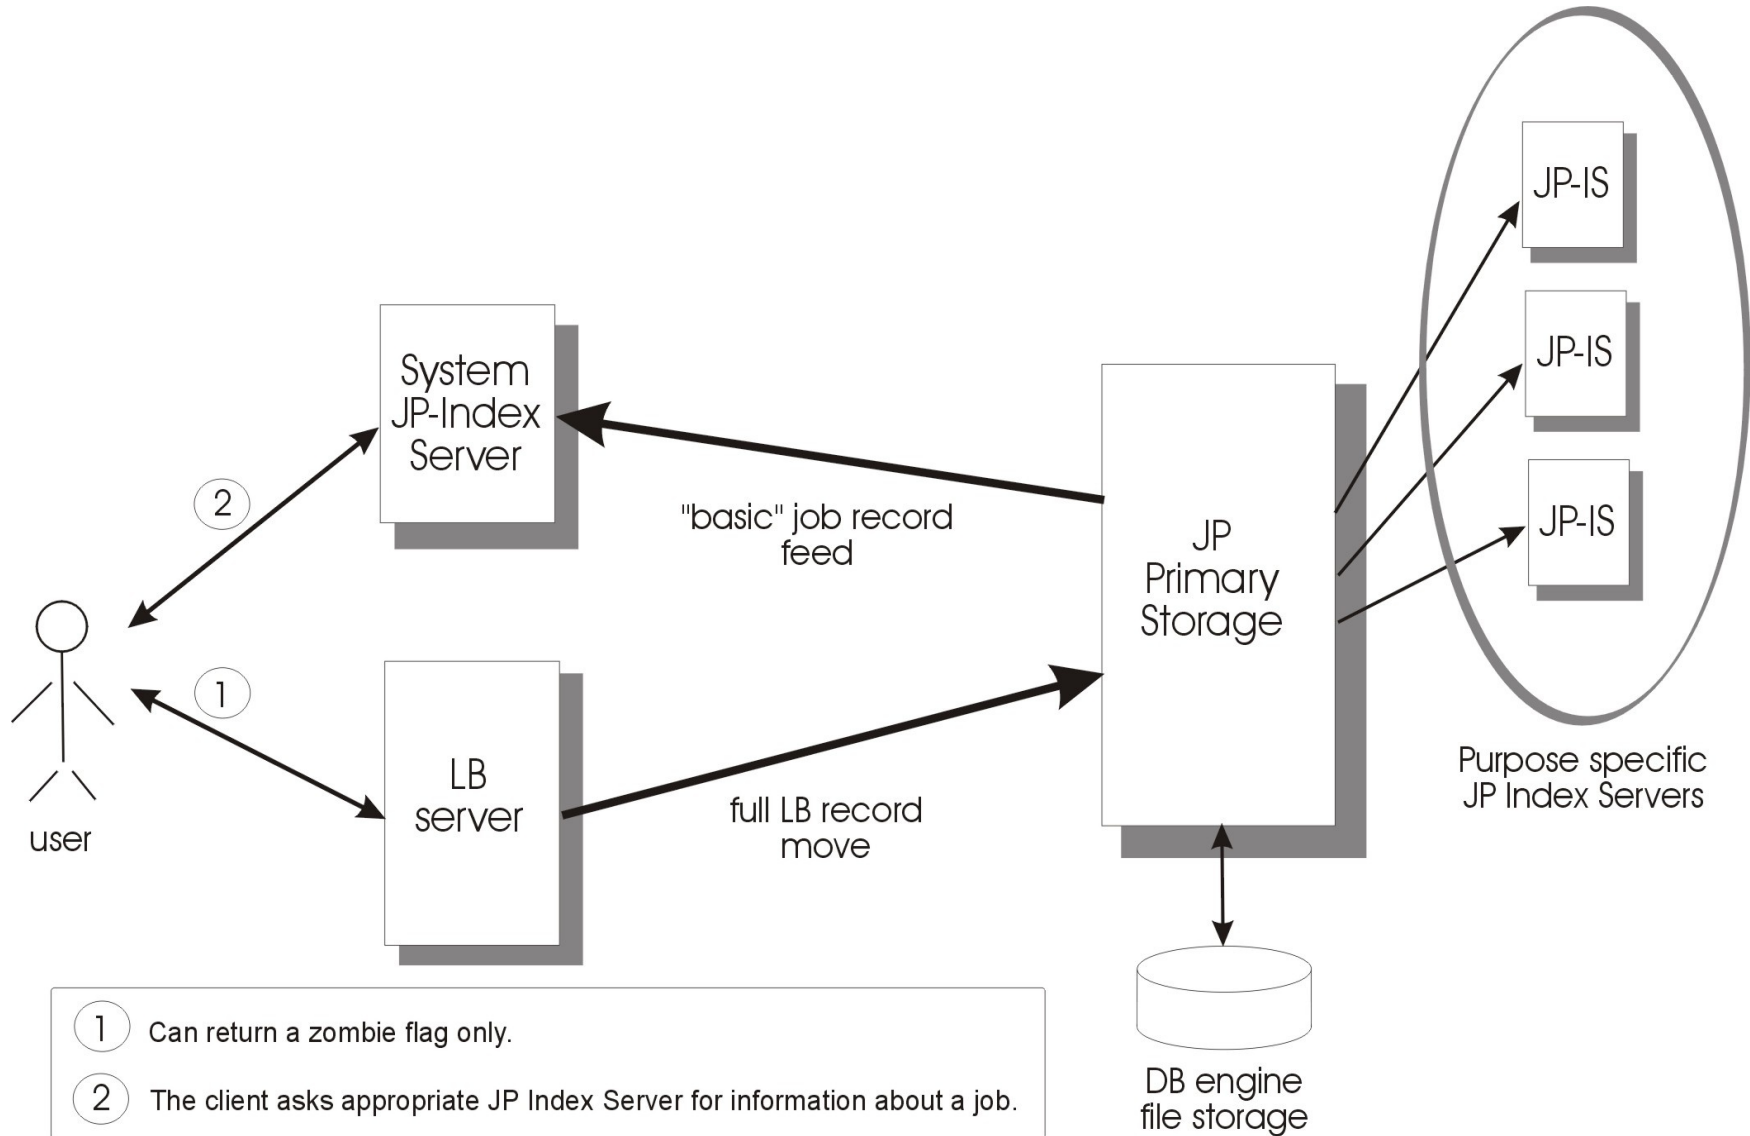 JP-IS
JP-IS
JP-IS
System
JP-Index
Server
2
"basic" job record
feed
JP
Primary
Storage
1
LB
server
full LB record
move
user
Purpose specific
JP Index Servers
1 Can return a zombie flag only.
2 The client asks appropriate JP Index Server for information about a job.
DB engine
file storage